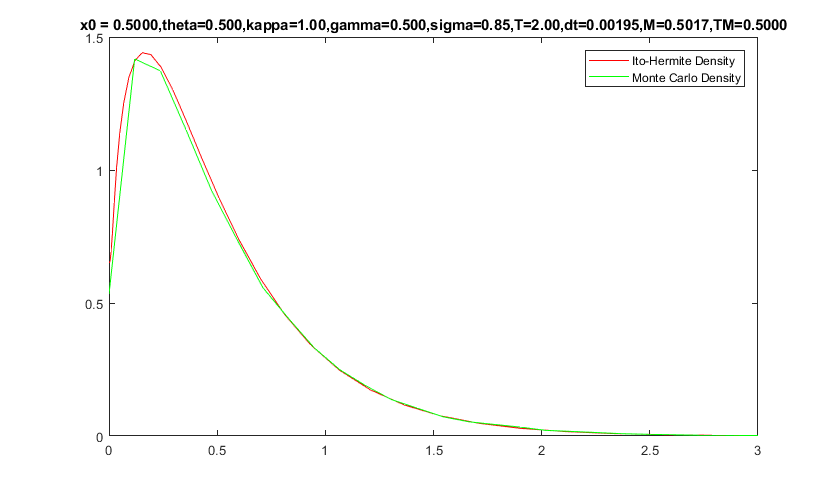 x0 = 0.5000,theta=0.500,kappa=1.00,gamma=0.500,sigma=0.85,T=2.00,dt=0.00195,M=0.5017,TM=0.5000
1.5
Ito-Hermite Density
Monte Carlo Density
1
0.5
0
0 0.5 1 1.5 2 2.5 3